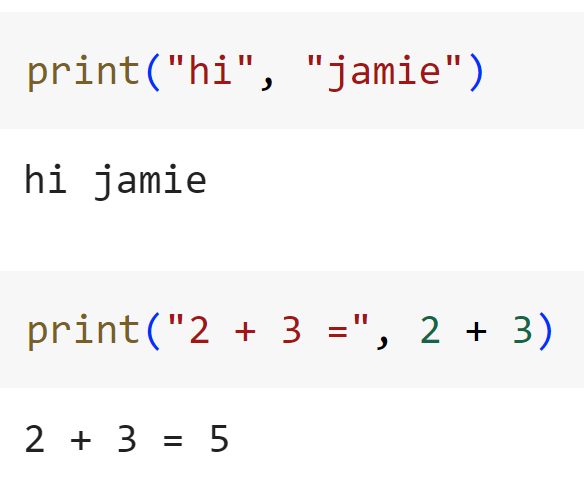 print("hi", "jamie")
hi jamie
print("2 + 3 =", 2 + 3)
2 + 3 = 5